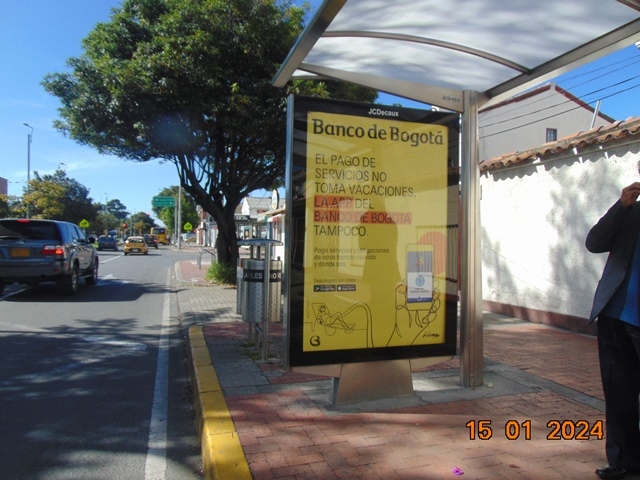 JCDecaux
Banco de Bogotá
EL PAGO DE
SERVICIOS NO
TOMA VACACIONES,
LA APP DEL
BANCO DE BOGOTÁ
TAMPOCO.
15 01 2024